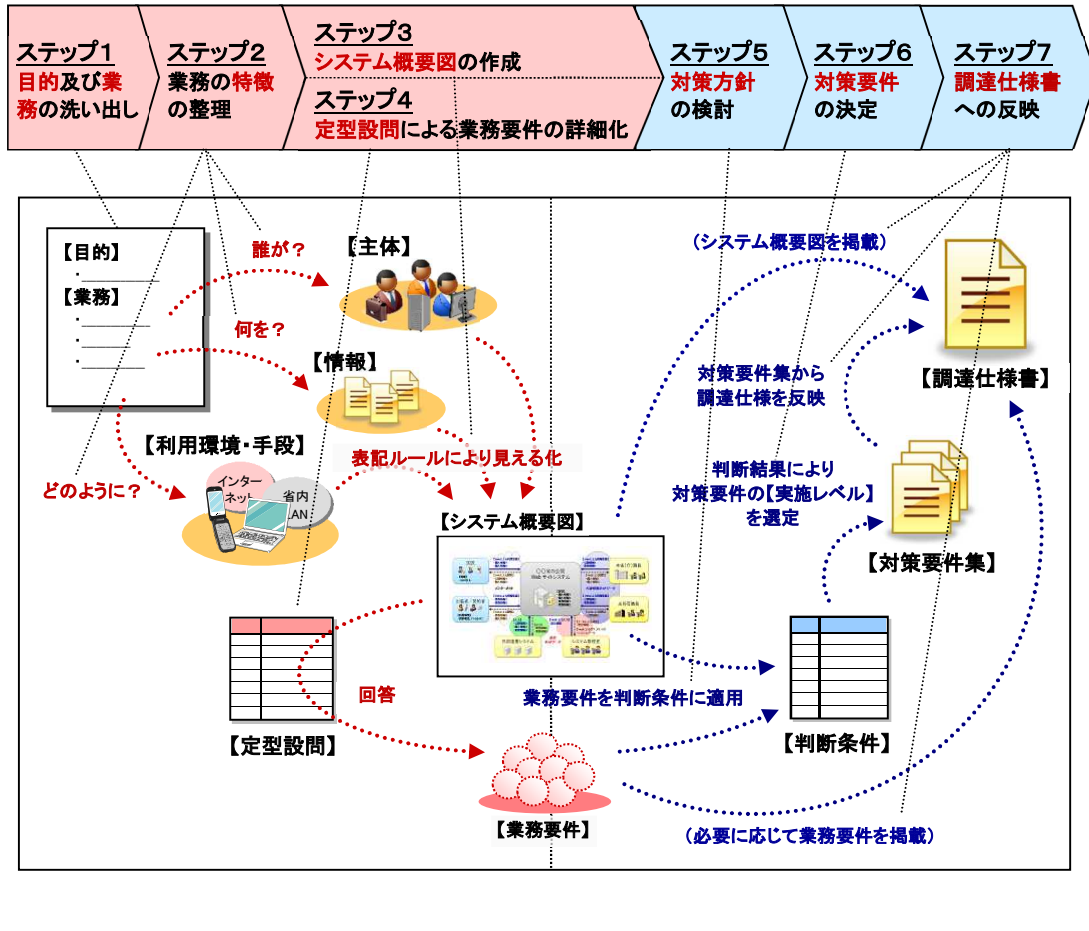 ステップ1
目的及び業
務の洗い出し
ステップ2
業務の特徴
の整理
ステップ3
システム概要図の作成
ステップ4
定型設問による業務要件の詳細化
ステップ5
対策方針
の検討
ステップ6
対策要件
の決定
ステップ7
調達仕様書
への反映
【目的】
・
【業務】
・
・
・
誰が?
【主体】
何を?
【情報】
【利用環境・手段】
どのように?
インター
ネット
省内
LAN
表記ルールにより見える化
【システム概要図】
【定型設問】
回答
【業務要件】
業務要件を判断条件に適用
【判断条件】
(システム概要図を掲載)
【調達仕様書】
対策要件集から
調達仕様を反映
判断結果により
対策要件の【実施レベル】
を選定
【対策要件集】
(必要に応じて業務要件を掲載)